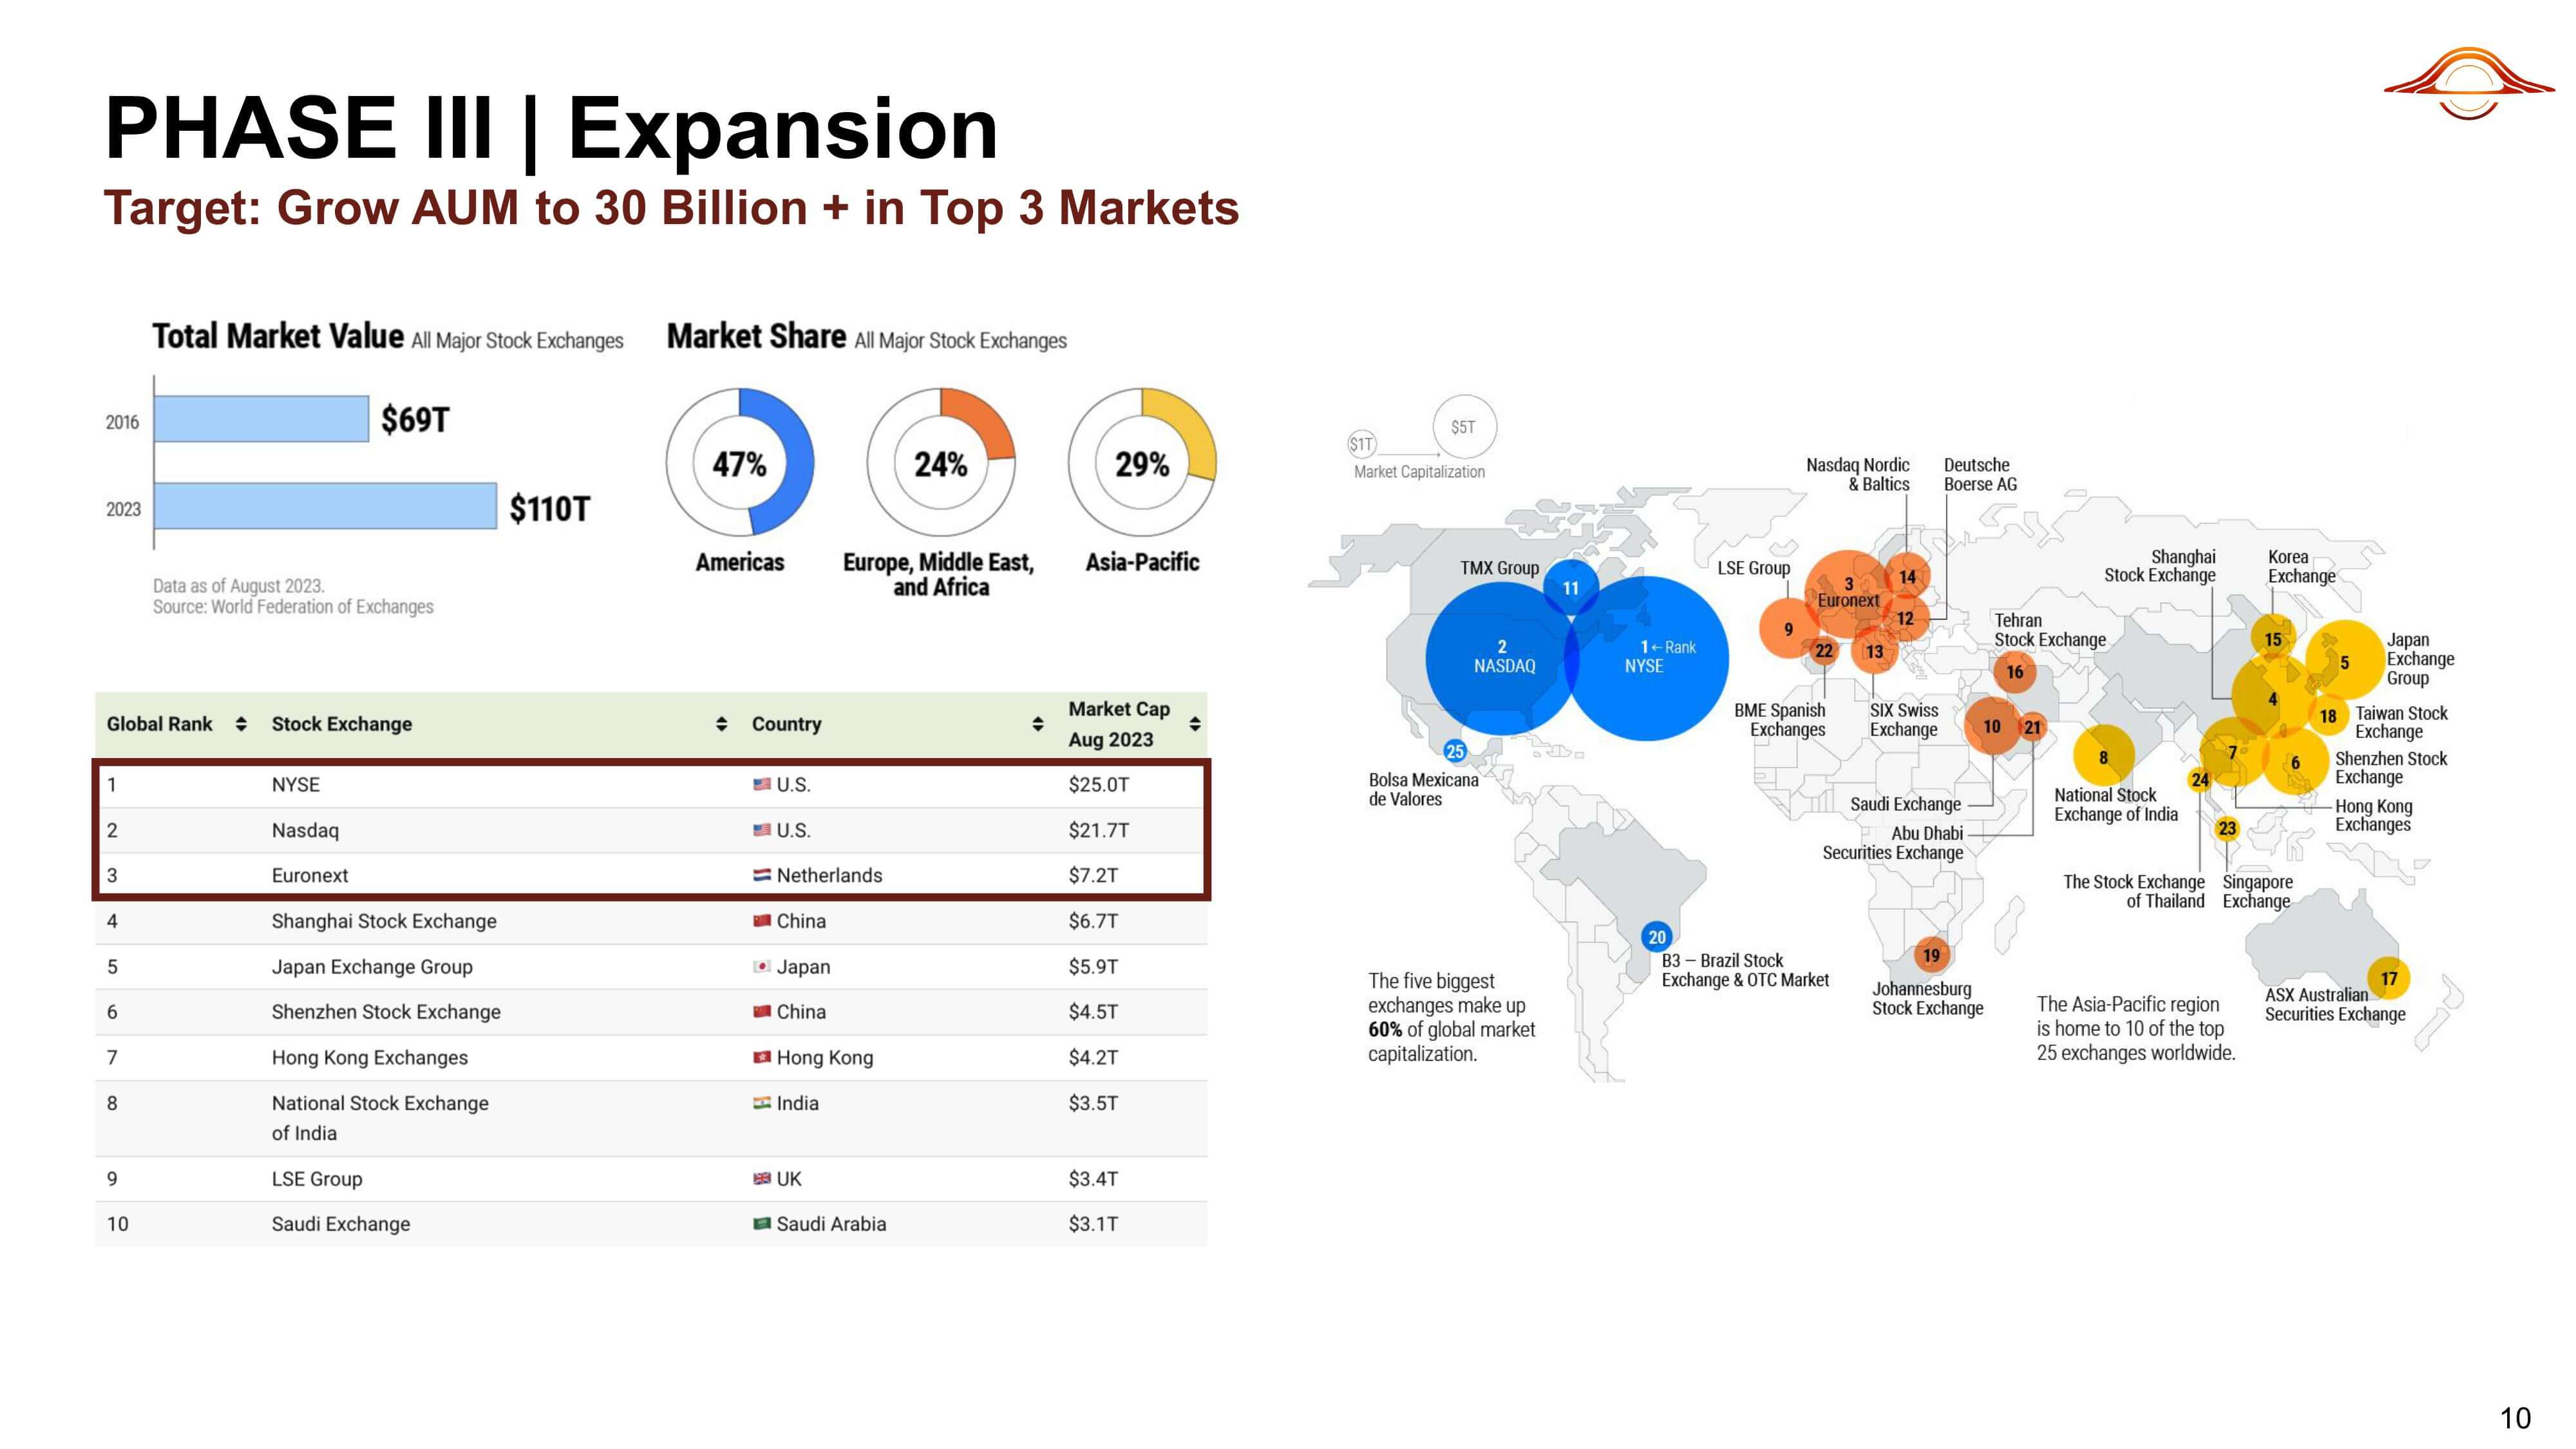 PHASE III | Expansion
Target: Grow AUM to 30 Billion + in Top 3 Markets
Total Market Value All Major Stock Exchanges
2016
$69T
2023
$110T
Data as of August 2023.
Source: World Federation of Exchanges
Market Share All Major Stock Exchanges
47%
24%
29%
Americas
Europe, Middle East,
and Africa
Asia-Pacific
Global Rank Stock Exchange Country Market Cap
Aug 2023
1 NYSE U.S. $25.0T
2 Nasdaq U.S. $21.7T
3 Euronext Netherlands $7.2T
4 Shanghai Stock Exchange China $6.7T
5 Japan Exchange Group Japan $5.9T
6 Shenzhen Stock Exchange China $4.5T
7 Hong Kong Exchanges Hong Kong $4.2T
8 National Stock Exchange India $3.5T
of India
9 LSE Group UK $3.4T
10 Saudi Exchange Saudi Arabia $3.1T
$1T
$5T
Market Capitalization
TMX Group
11
2
NASDAQ
1 ← Rank
NYSE
25
Bolsa Mexicana
de Valores
20
B3 – Brazil Stock
Exchange & OTC Market
The five biggest
exchanges make up
60% of global market
capitalization.
Nasdaq Nordic
& Baltics
Deutsche
Boerse AG
LSE Group
3
Euronext
14
12
9
22
13
BME Spanish
Exchanges
SIX Swiss
Exchange
Tehran
Stock Exchange
16
10
21
Saudi Exchange
Abu Dhabi
Securities Exchange
19
Johannesburg
Stock Exchange
Shanghai
Stock Exchange
Korea
Exchange
15
5
Japan
Exchange
Group
4
18
Taiwan Stock
Exchange
8
7
6
Shenzhen Stock
Exchange
24
National Stock
Exchange of India
Hong Kong
Exchanges
23
The Stock Exchange
of Thailand
Singapore
Exchange
17
ASX Australian
Securities Exchange
The Asia-Pacific region
is home to 10 of the top
25 exchanges worldwide.
10